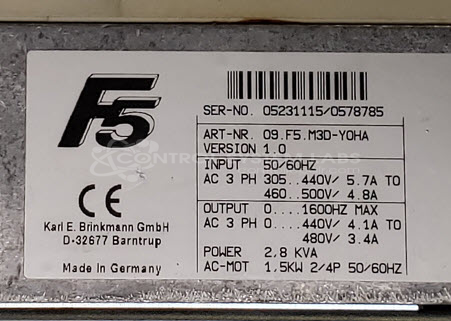 F5
SER-NO. 05231115/0578785
ART-NR. 09.F5.M3D-Y0HA
VERSION 1.0
INPUT 50/60HZ
AC 3 PH 305..440V/ 5.7A TO
460..500V/ 4.8A
OUTPUT 0....1600HZ MAX
AC 3 PH 0....440V/ 4.1A TO
480V/ 3.4A
POWER 2,8 KVA
AC-MOT 1,5KW 2/4P 50/60HZ
CE
Karl E. Brinkmann GmbH
D-32677 Barntrup
Made in Germany